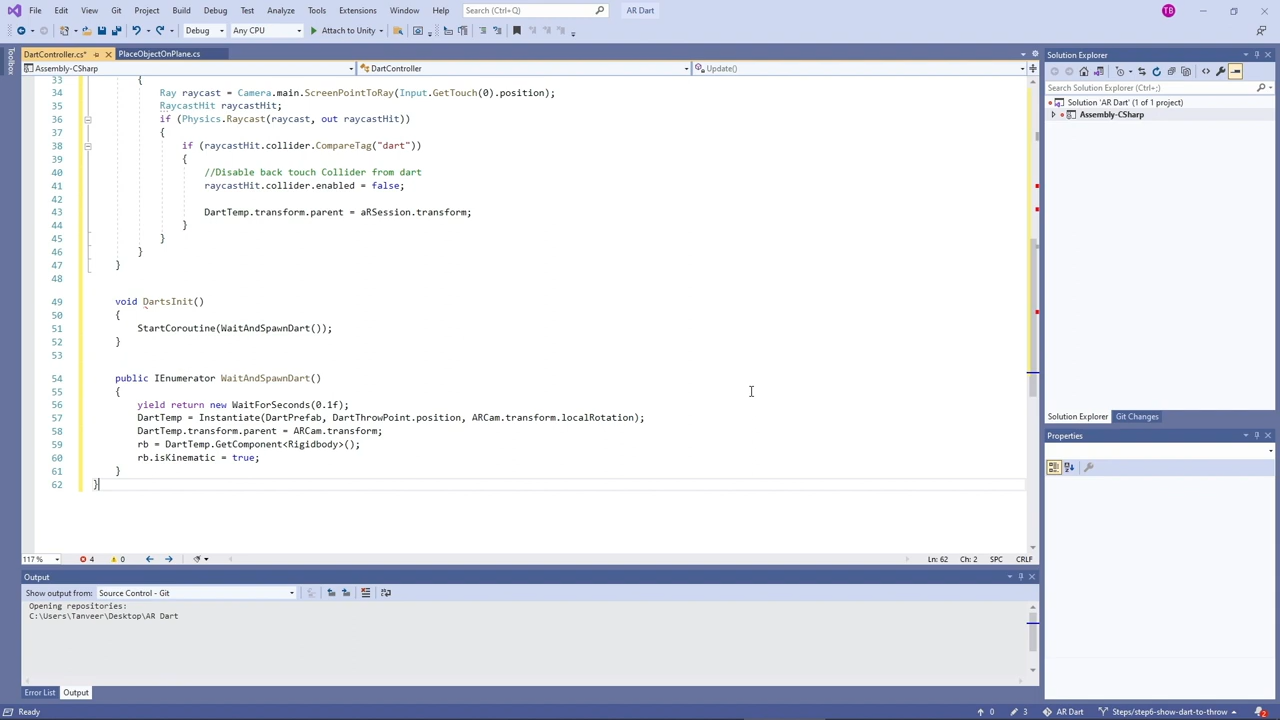 File Edit View Git Project Build Debug Test Analyze Tools Extensions Window Help Search (Ctrl+Q) AR Dart TB
Debug Any CPU Attach to Unity
Toolbox
DartController.cs* PlaceObjectOnPlane.cs
Assembly-CSharp DartController Update()
33 {
34 Ray raycast = Camera.main.ScreenPointToRay(Input.GetTouch(0).position);
35 RaycastHit raycastHit;
36 if (Physics.Raycast(raycast, out raycastHit))
37 {
38 if (raycastHit.collider.CompareTag("dart"))
39 {
40 //Disable back touch Collider from dart
41 raycastHit.collider.enabled = false;
42
43 DartTemp.transform.parent = aRSession.transform;
44 }
45 }
46 }
47 }
48
49 void DartsInit()
50 {
51 StartCoroutine(WaitAndSpawnDart());
52 }
53
54 public IEnumerator WaitAndSpawnDart()
55 {
56 yield return new WaitForSeconds(0.1f);
57 DartTemp = Instantiate(DartPrefab, DartThrowPoint.position, ARCam.transform.localRotation);
58 DartTemp.transform.parent = ARCam.transform;
59 rb = DartTemp.GetComponent<Rigidbody>();
60 rb.isKinematic = true;
61 }
62 }
117 % 4 0 Ln: 62 Ch: 2 SPC CRLF
Output
Show output from: Source Control - Git
Opening repositories:
C:\Users\Tanveer\Desktop\AR Dart
Error List Output
Solution Explorer
Search Solution Explorer (Ctrl+;)
Solution 'AR Dart' (1 of 1 project)
Assembly-CSharp
Solution Explorer Git Changes
Properties
Ready 0 3 AR Dart Steps/step6-show-dart-to-throw 2